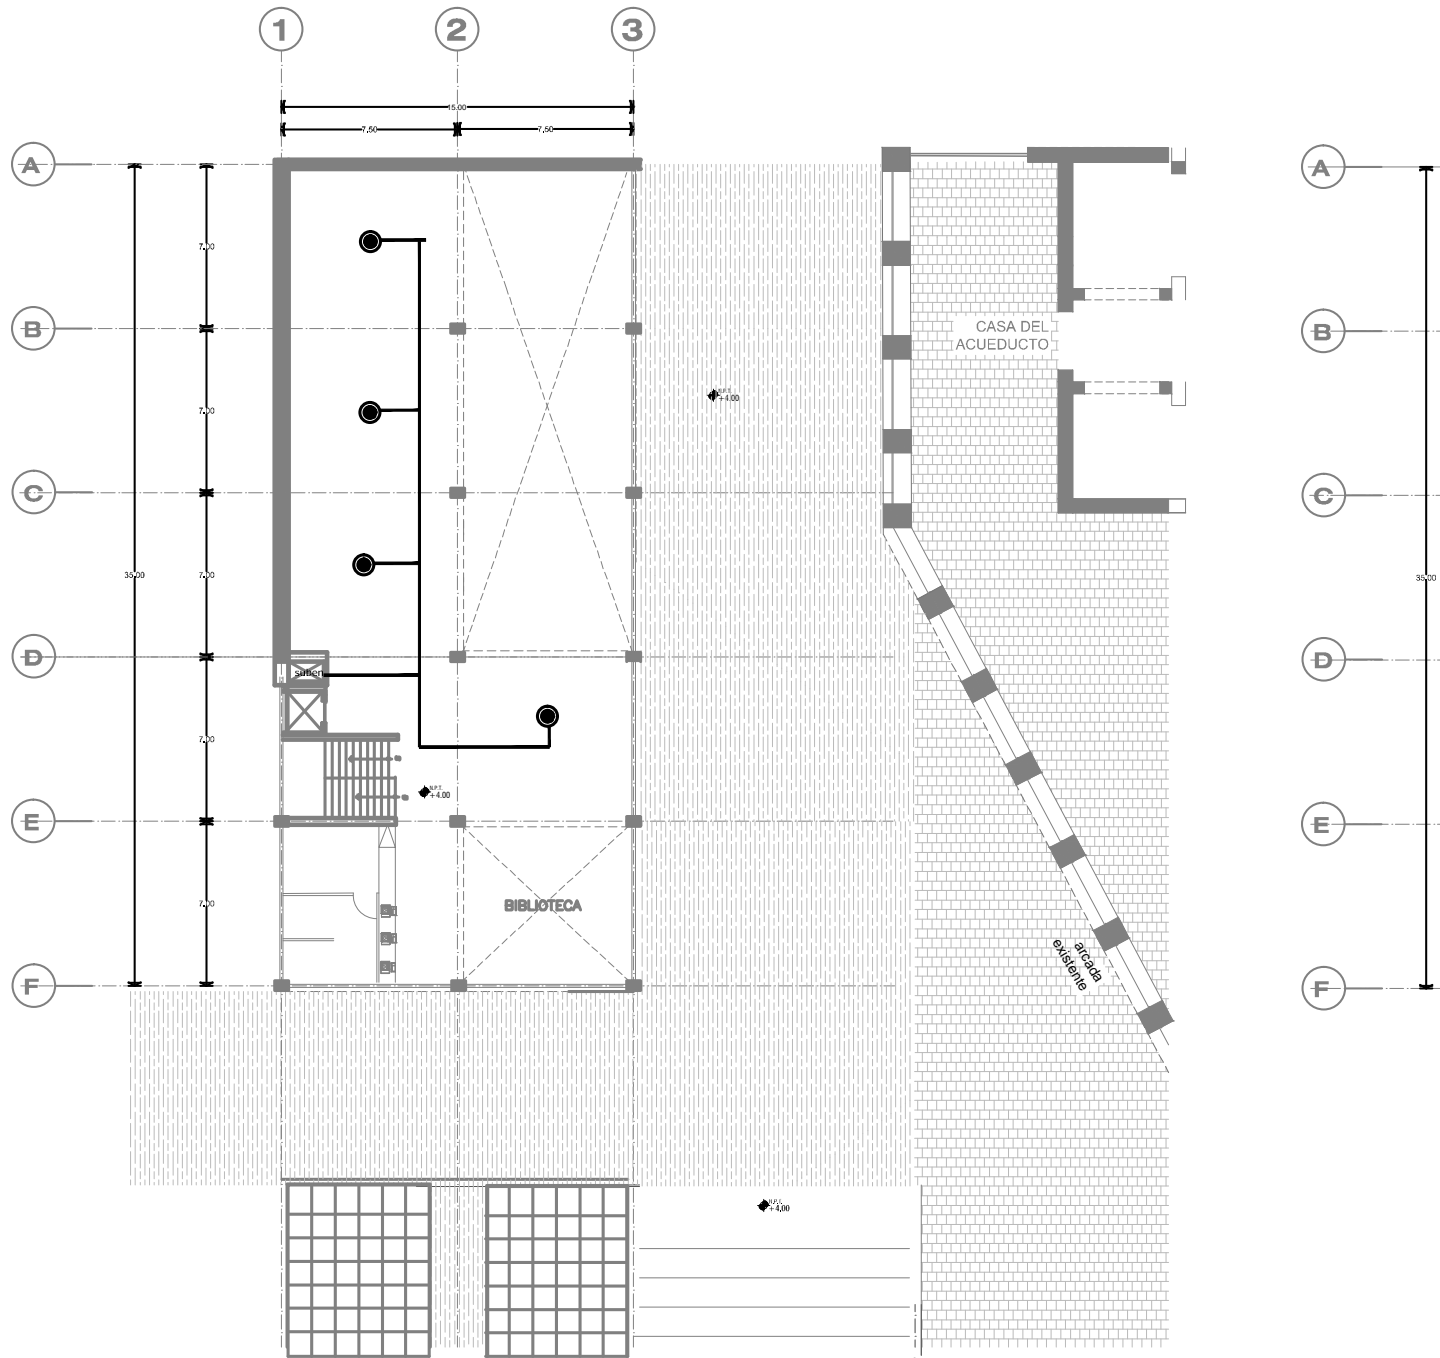 1
2
3
15.00
7.50
7.50
A
A
7.00
B
B
CASA DEL
ACUEDUCTO
N.P.T.
+4.00
7.00
C
C
35.00
7.00
35.00
D
D
suben
7.00
N.P.T.
+4.00
E
E
7.00
BIBLIOTECA
arcada
existente
F
F
N.P.T.
+4.00